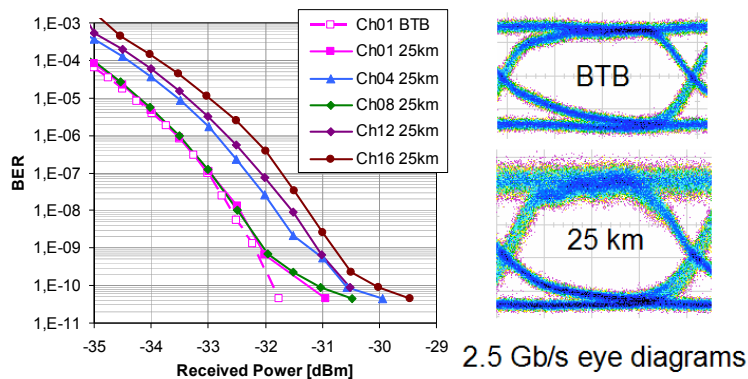 1,E-03
1,E-04
1,E-05
1,E-06
1,E-07
1,E-08
1,E-09
1,E-10
1,E-11
BER
-35
-34
-33
-32
-31
-30
-29
Received Power [dBm]
Ch01 BTB
Ch01 25km
Ch04 25km
Ch08 25km
Ch12 25km
Ch16 25km
BTB
25 km
2.5 Gb/s eye diagrams